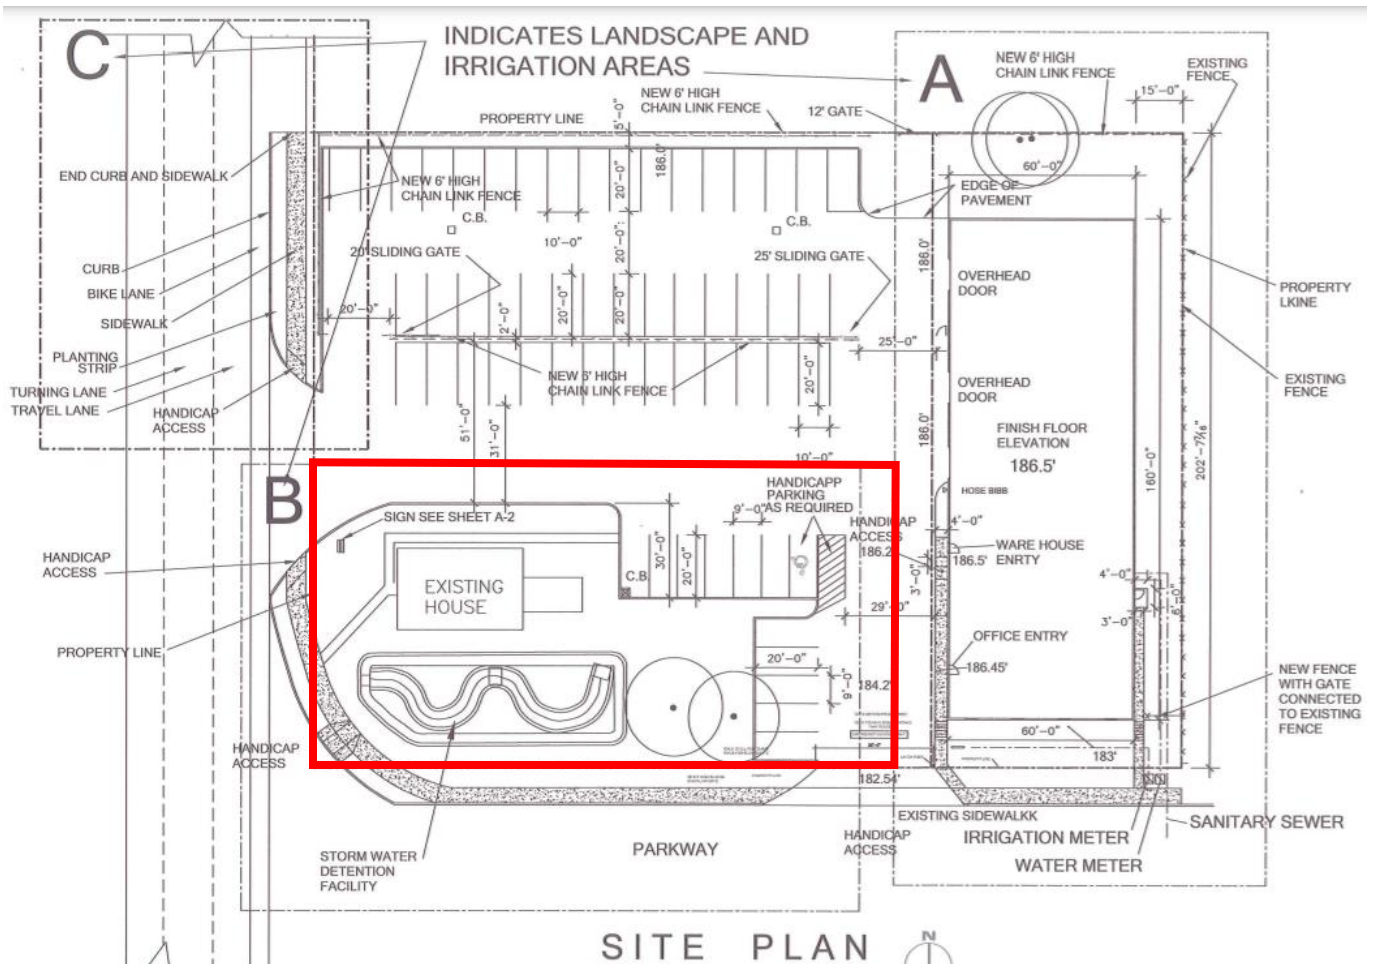 C
INDICATES LANDSCAPE AND
IRRIGATION AREAS
A
NEW 6' HIGH
CHAIN LINK FENCE
EXISTING
FENCE
15'-0"
NEW 6' HIGH
CHAIN LINK FENCE
12' GATE
PROPERTY LINE
5'-0"
186.0'
60'-0"
END CURB AND SIDEWALK
NEW 6' HIGH
CHAIN LINK FENCE
20'-0"
EDGE OF
PAVEMENT
C.B.
C.B.
10'-0"
20'-0"
20' SLIDING GATE
25' SLIDING GATE
186.0'
CURB
BIKE LANE
SIDEWALK
OVERHEAD
DOOR
PROPERTY
LKINE
20'-0"
2'-0"
20'-0"
20'-0"
25'-0"
PLANTING
STRIP
TURNING LANE
TRAVEL LANE
HANDICAP
ACCESS
NEW 6' HIGH
CHAIN LINK FENCE
20'-0"
OVERHEAD
DOOR
EXISTING
FENCE
51'-0"
31'-0"
186.0'
FINISH FLOOR
ELEVATION
186.5'
160'-0"
202'-7 7/16"
10'-0"
B
HANDICAPP
PARKING
AS REQUIRED
HOSE BIBB
SIGN SEE SHEET A-2
9'-0"
HANDICAP
ACCESS
186.2'
4'-0"
WARE HOUSE
ENRTY
186.5'
HANDICAP
ACCESS
30'-0"
20'-0"
C.B.
EXISTING
HOUSE
3'-0"
4'-0"
6'-0"
3'-0"
29'-0"
PROPERTY LINE
OFFICE ENTRY
186.45'
20'-0"
9'-0"
184.2'
NEW FENCE
WITH GATE
CONNECTED
TO EXISTING
FENCE
HANDICAP
ACCESS
60'-0"
183'
182.54'
EXISTING SIDEWALKK
SANITARY SEWER
HANDICAP
ACCESS
IRRIGATION METER
WATER METER
PARKWAY
STORM WATER
DETENTION
FACILITY
SITE PLAN
N